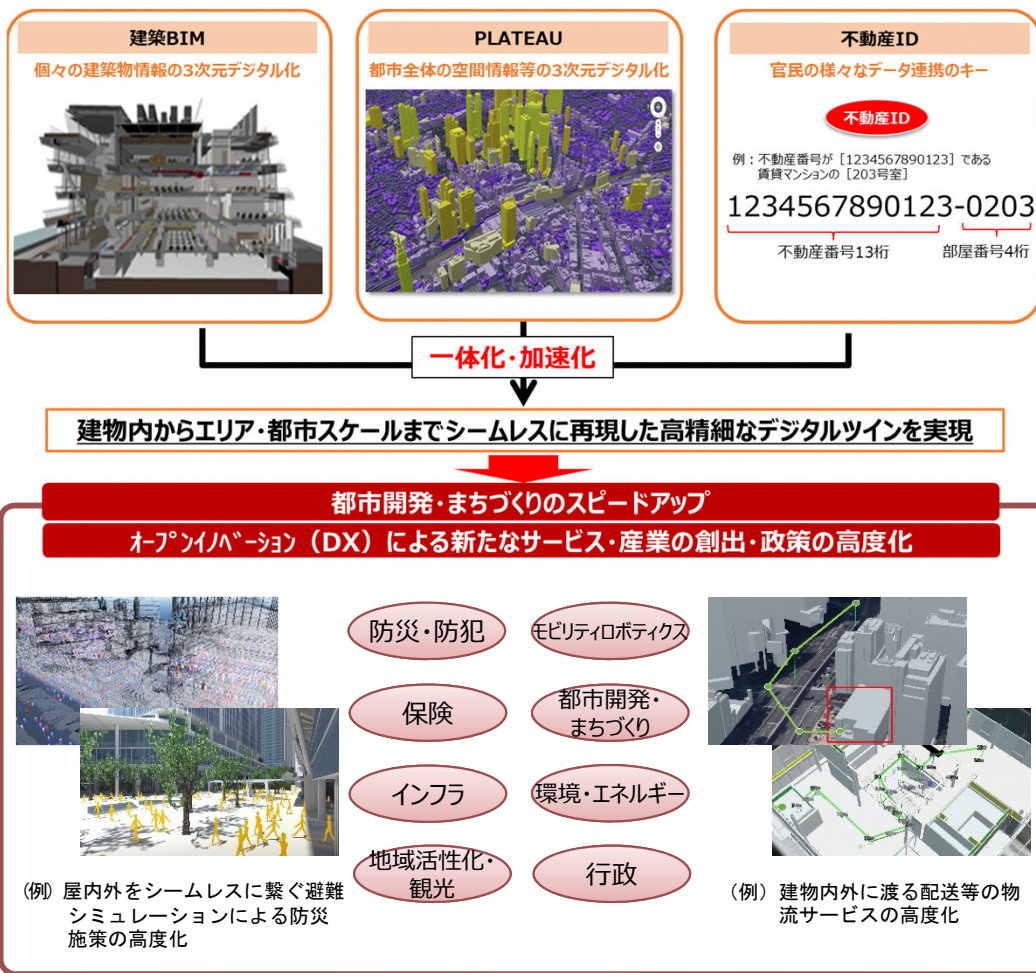 建築BIM
個々の建築物情報の3次元デジタル化
PLATEAU
都市全体の空間情報等の3次元デジタル化
不動産ID
官民の様々なデータ連携のキー
不動産ID
例：不動産番号が［1234567890123］である
賃貸マンションの［203号室］
1234567890123-0203
不動産番号13桁
部屋番号4桁
一体化・加速化
建物内からエリア・都市スケールまでシームレスに再現した高精細なデジタルツインを実現
都市開発・まちづくりのスピードアップ
ｵｰﾌﾟﾝｲﾉﾍﾞｰｼｮﾝ（DX）による新たなサービス・産業の創出・政策の高度化
防災・防犯
モビリティロボティクス
保険
都市開発・
まちづくり
インフラ
環境・エネルギー
地域活性化・
観光
行政
（例）屋内外をシームレスに繋ぐ避難
シミュレーションによる防災
施策の高度化
（例）建物内外に渡る配送等の物
流サービスの高度化